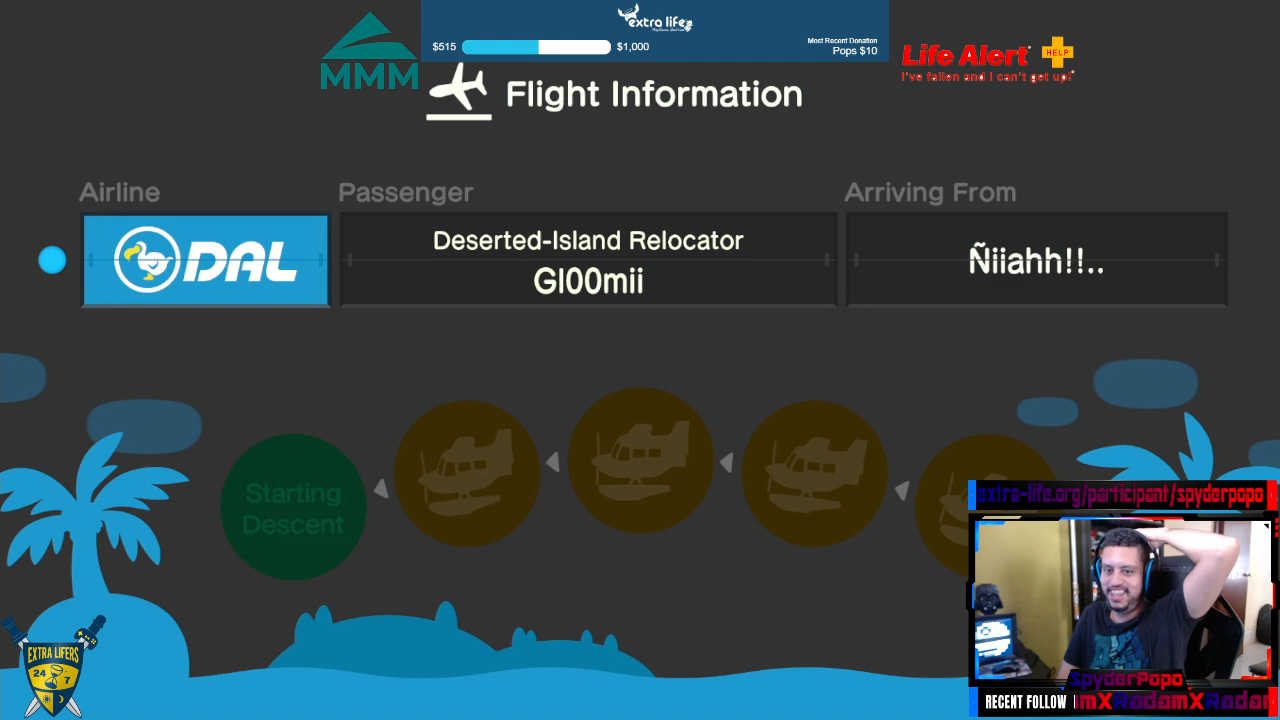 extra life
$515
$1,000
Most Recent Donation
Pops $10
MMM
Life Alert
HELP
I've fallen and I can't get up!
Flight Information
Airline
Passenger
Arriving From
DAL
Deserted-Island Relocator
Gl00mii
Ñiiahh!!..
Starting
Descent
extra-life.org/participant/spyderpopo
EXTRA LIFERS
24 7
SpyderPopo
RECENT FOLLOW
mXRadamXRadam